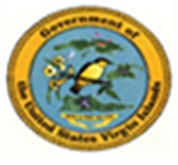 Government of
the United States Virgin Islands